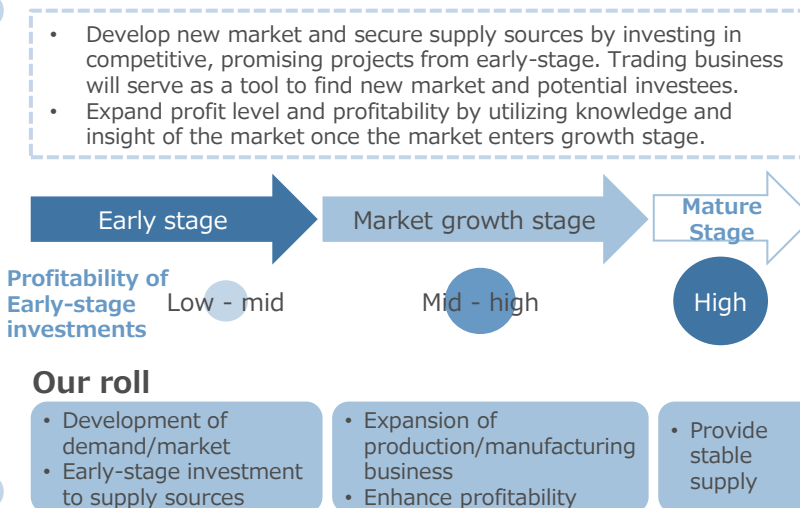 • Develop new market and secure supply sources by investing in
competitive, promising projects from early-stage. Trading business
will serve as a tool to find new market and potential investees.
• Expand profit level and profitability by utilizing knowledge and
insight of the market once the market enters growth stage.
Early stage
Market growth stage
Mature
Stage
Profitability of
Early-stage
investments
Low - mid
Mid - high
High
Our roll
• Development of
demand/market
• Early-stage investment
to supply sources
• Expansion of
production/manufacturing
business
• Enhance profitability
• Provide
stable
supply